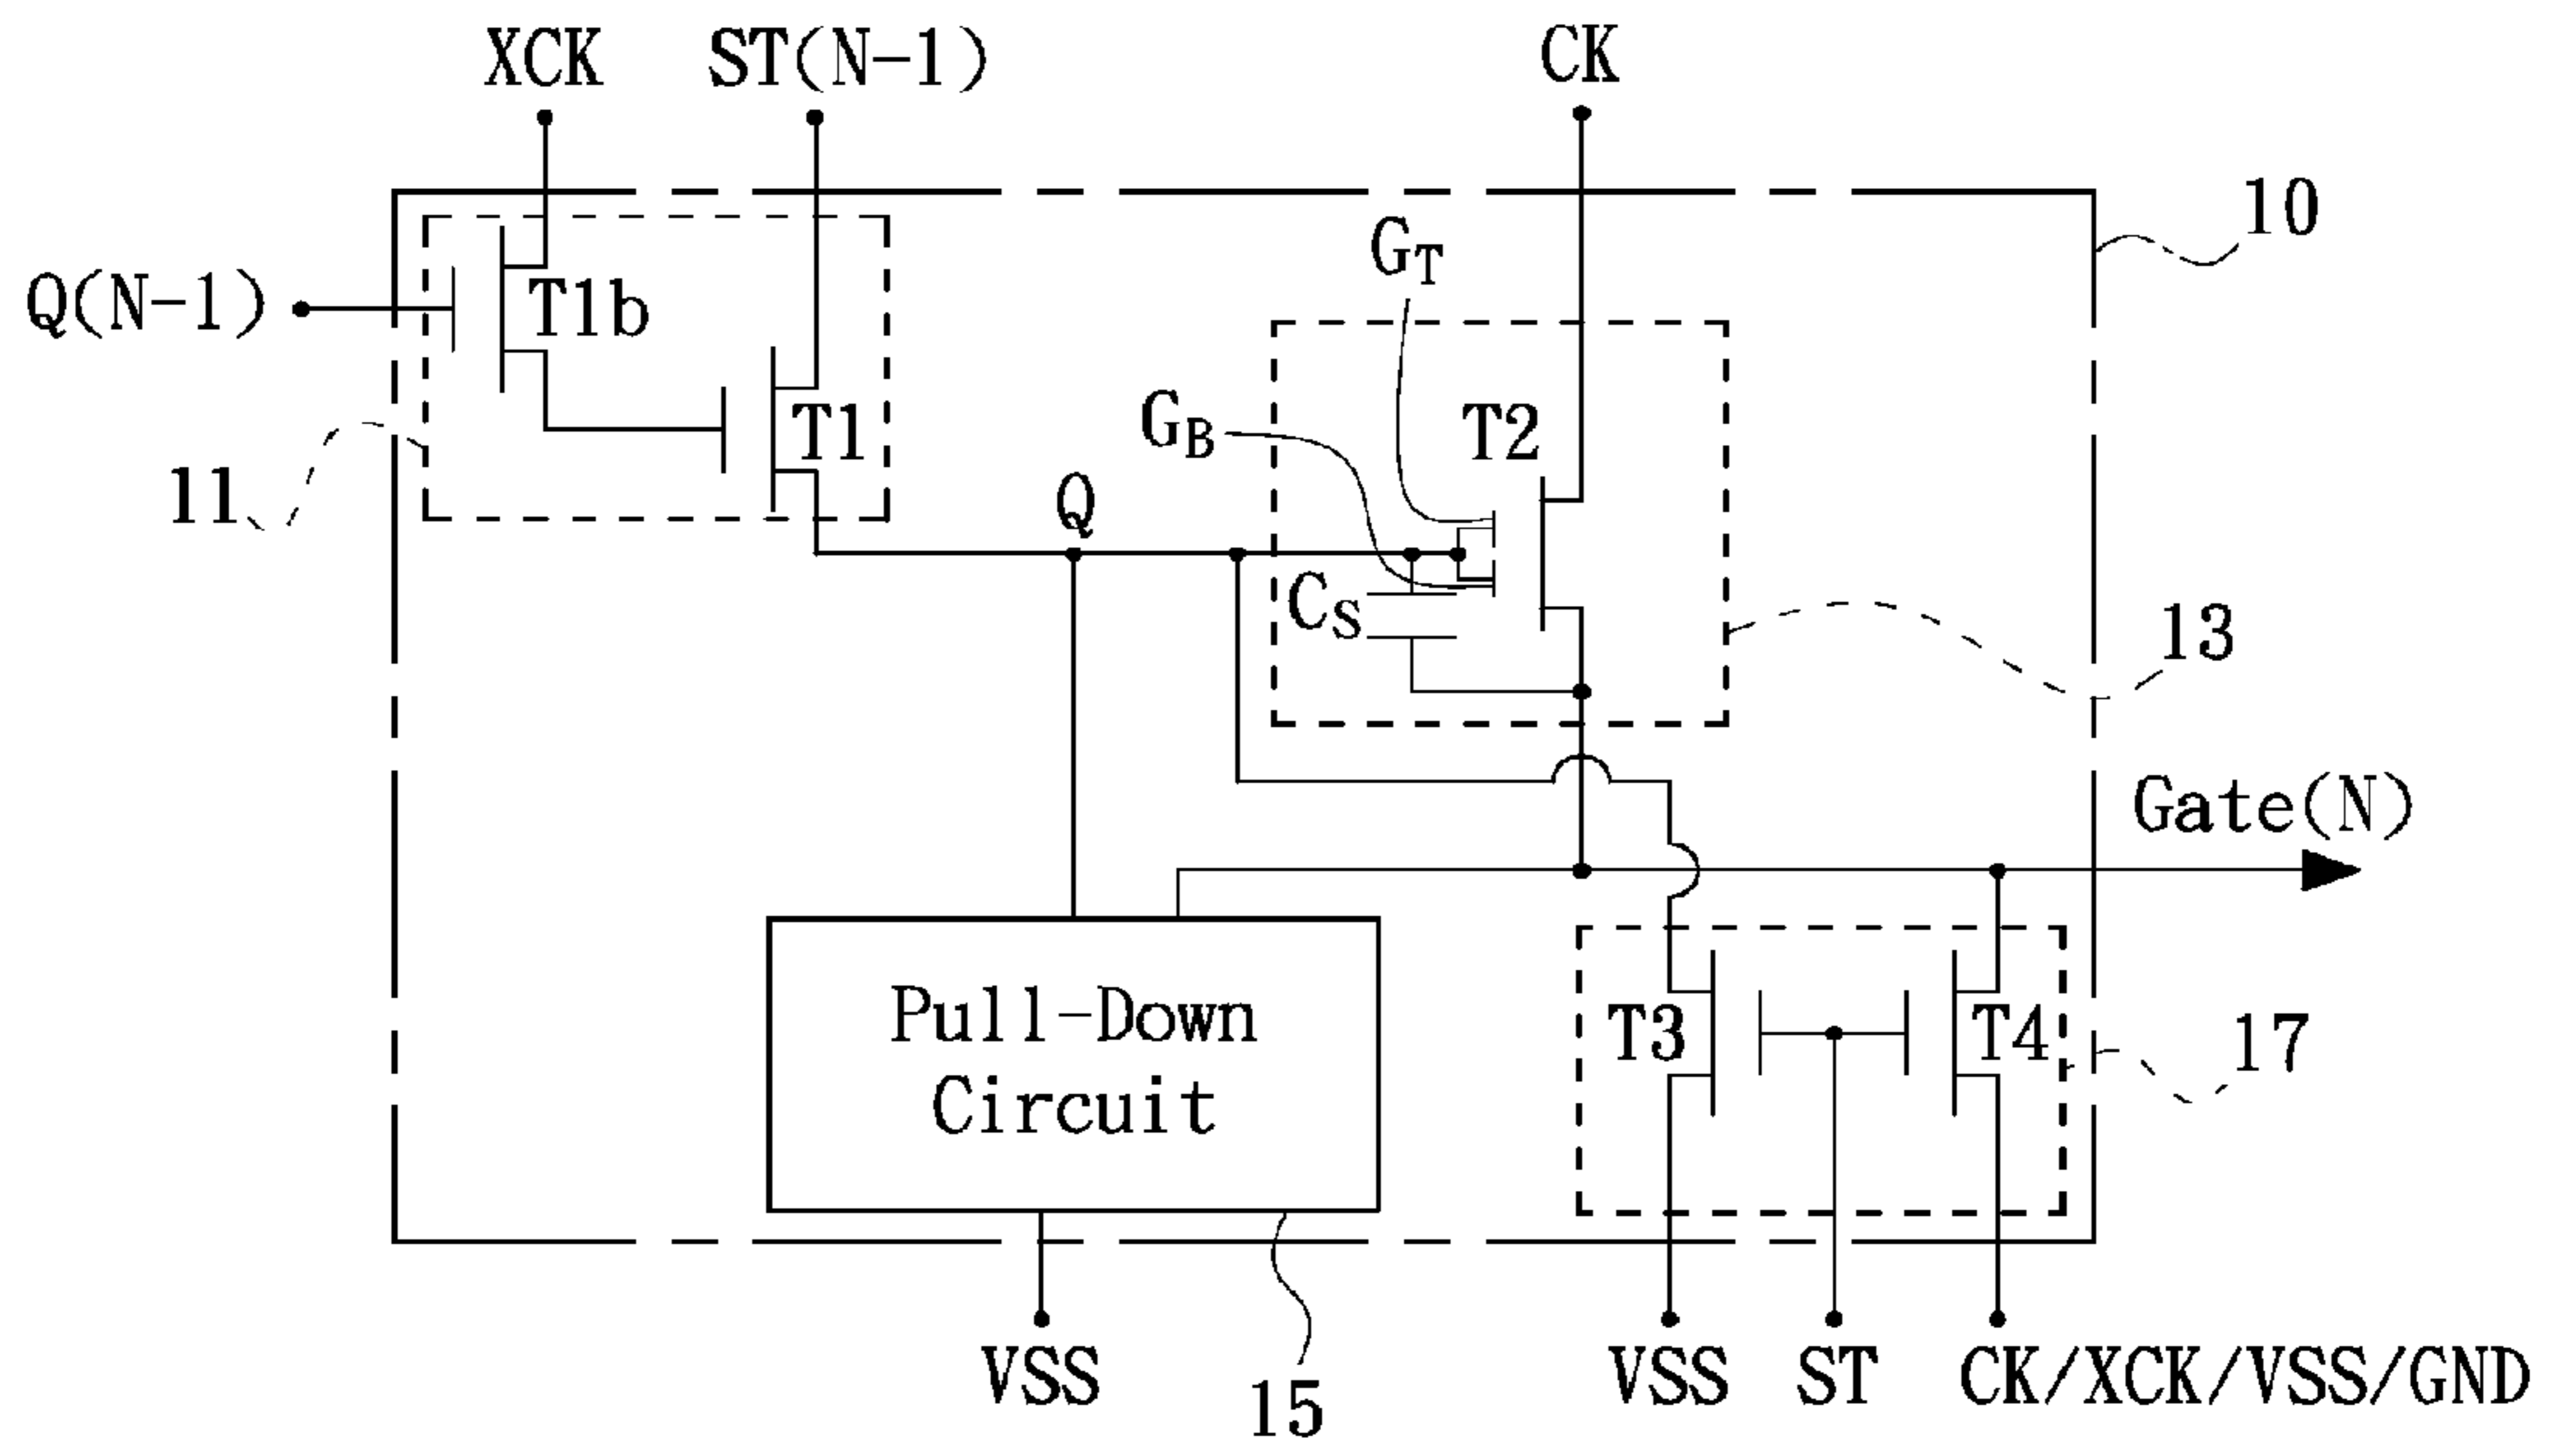 XCK
ST(N-1)
CK
10
G_T
Q(N-1)
T1b
G_B
T1
T2
11
Q
C_S
13
Gate(N)
Pull-Down
Circuit
T3
T4
17
VSS
15
VSS
ST
CK/XCK/VSS/GND